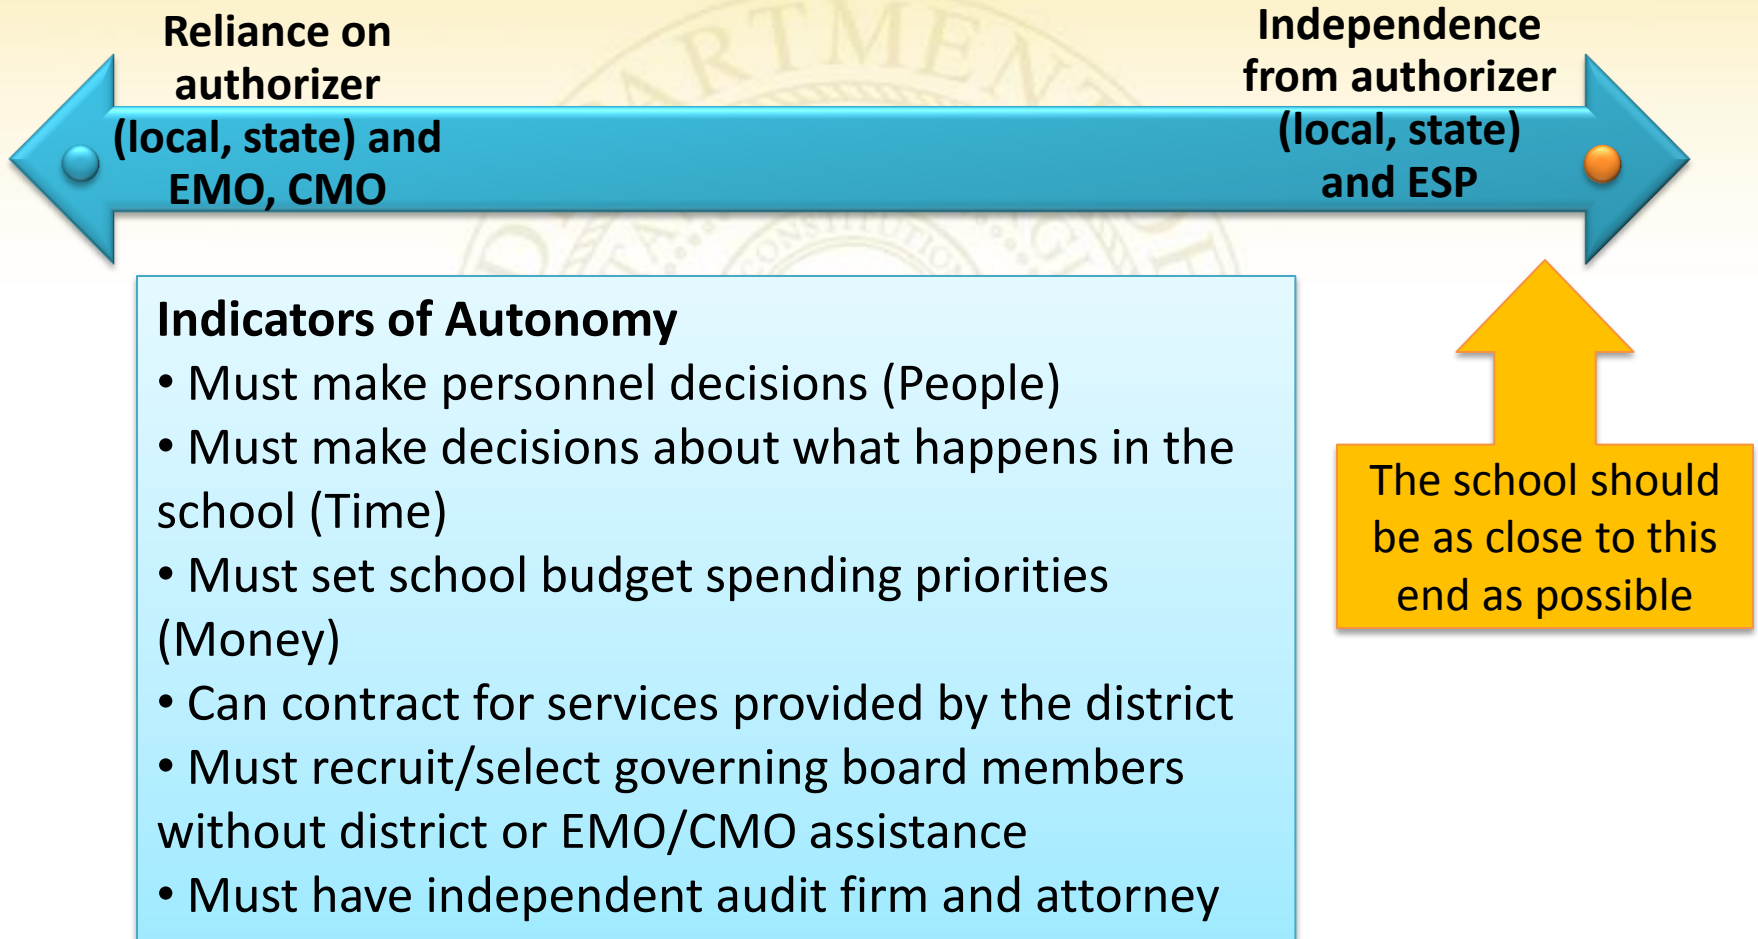 Reliance on
authorizer
(local, state) and
EMO, CMO
Independence
from authorizer
(local, state)
and ESP
Indicators of Autonomy
• Must make personnel decisions (People)
• Must make decisions about what happens in the
school (Time)
• Must set school budget spending priorities
(Money)
• Can contract for services provided by the district
• Must recruit/select governing board members
without district or EMO/CMO assistance
• Must have independent audit firm and attorney
The school should
be as close to this
end as possible
CONSTITUTION